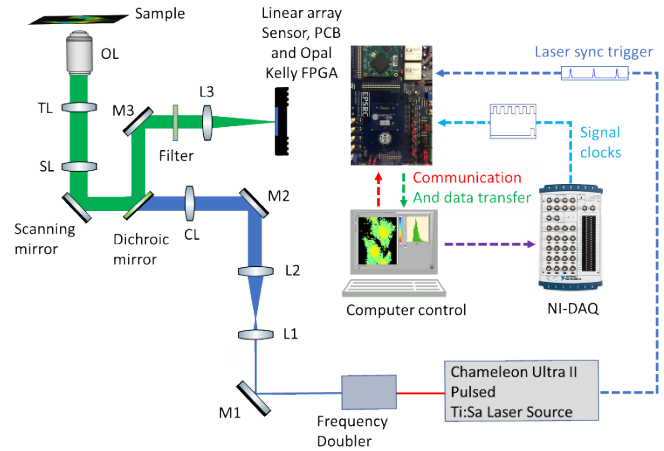 Sample
OL
TL
SL
Scanning
mirror
M3
Filter
L3
Linear array
Sensor, PCB
and Opal
Kelly FPGA
Dichroic
mirror
CL
M2
L2
L1
M1
Frequency
Doubler
Chameleon Ultra II
Pulsed
Ti:Sa Laser Source
EPSRC
Laser sync trigger
Signal
clocks
Communication
And data transfer
Computer control
NI-DAQ